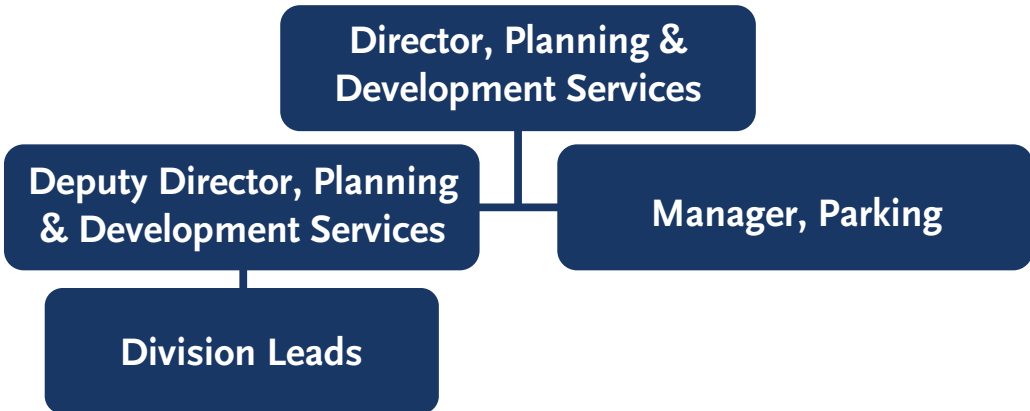 Director, Planning &
Development Services
Deputy Director, Planning
& Development Services
Manager, Parking
Division Leads